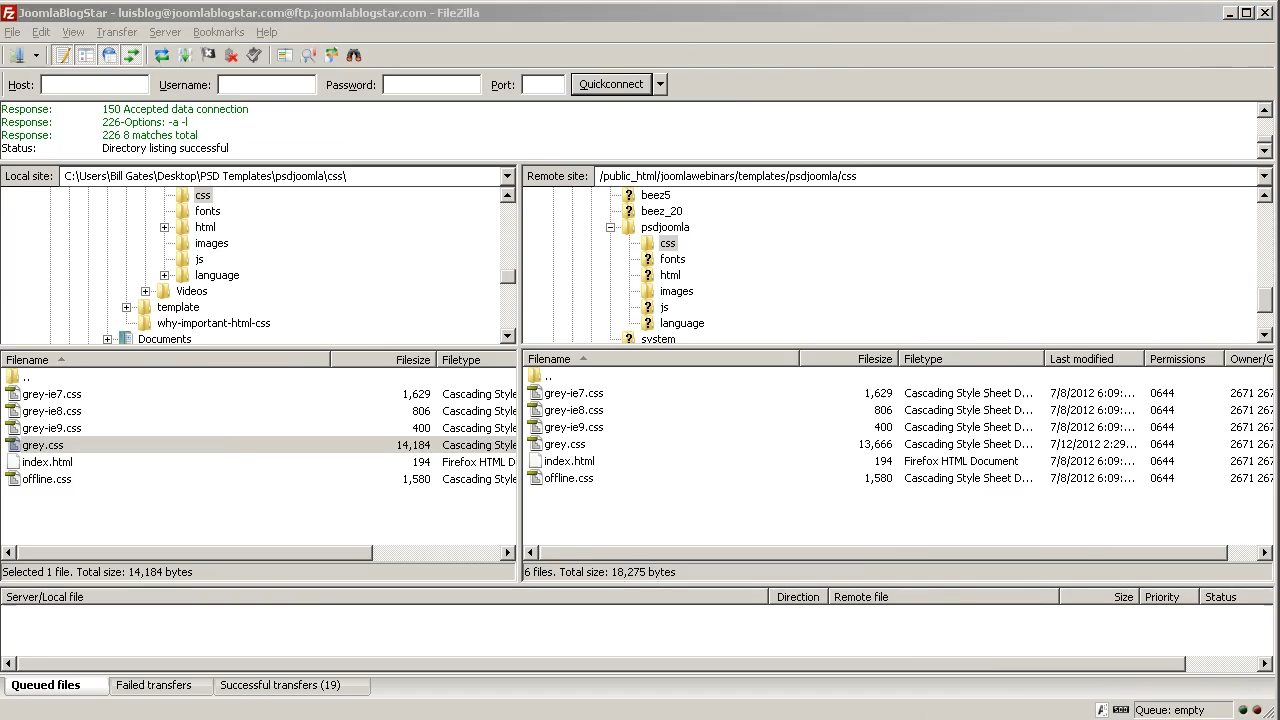 JoomlaBlogStar - luisblog@joomlablogstar.com@ftp.joomlablogstar.com - FileZilla
File Edit View Transfer Server Bookmarks Help
Host: Username: Password: Port: Quickconnect
Response: 150 Accepted data connection
Response: 226-Options: -a -l
Response: 226 8 matches total
Status: Directory listing successful
Local site: C:\Users\Bill Gates\Desktop\PSD Templates\psdjoomla\css\
css
fonts
html
images
js
language
Videos
template
why-important-html-css
Documents
Remote site: /public_html/joomlawebinars/templates/psdjoomla/css
beez5
beez_20
psdjoomla
css
fonts
html
images
js
language
system
Filename Filesize Filetype
..
grey-ie7.css 1,629 Cascading Style
grey-ie8.css 806 Cascading Style
grey-ie9.css 400 Cascading Style
grey.css 14,184 Cascading Style
index.html 194 Firefox HTML D
offline.css 1,580 Cascading Style
Selected 1 file. Total size: 14,184 bytes
Filename Filesize Filetype Last modified Permissions Owner/G
..
grey-ie7.css 1,629 Cascading Style Sheet D... 7/8/2012 6:09:... 0644 2671 267
grey-ie8.css 806 Cascading Style Sheet D... 7/8/2012 6:09:... 0644 2671 267
grey-ie9.css 400 Cascading Style Sheet D... 7/8/2012 6:09:... 0644 2671 267
grey.css 13,666 Cascading Style Sheet D... 7/12/2012 2:29... 0644 2671 267
index.html 194 Firefox HTML Document 7/8/2012 6:09:... 0644 2671 267
offline.css 1,580 Cascading Style Sheet D... 7/8/2012 6:09:... 0644 2671 267
6 files. Total size: 18,275 bytes
Server/Local file Direction Remote file Size Priority Status
Queued files Failed transfers Successful transfers (19)
Queue: empty